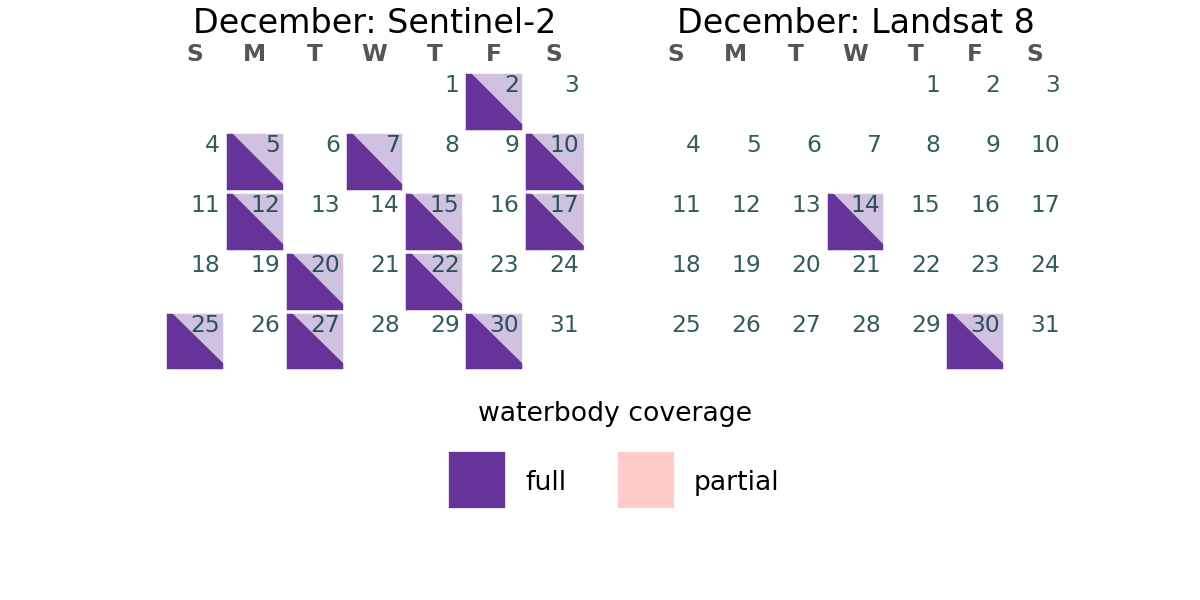 December: Sentinel-2
S M T W T F S
1 2 3
4 5 6 7 8 9 10
11 12 13 14 15 16 17
18 19 20 21 22 23 24
25 26 27 28 29 30 31
December: Landsat 8
S M T W T F S
1 2 3
4 5 6 7 8 9 10
11 12 13 14 15 16 17
18 19 20 21 22 23 24
25 26 27 28 29 30 31
waterbody coverage
full partial